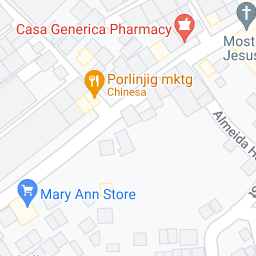 Casa Generica Pharmacy
Most
Jesus
Porlinjig mktg
Chinesa
Almeida H
Mary Ann Store